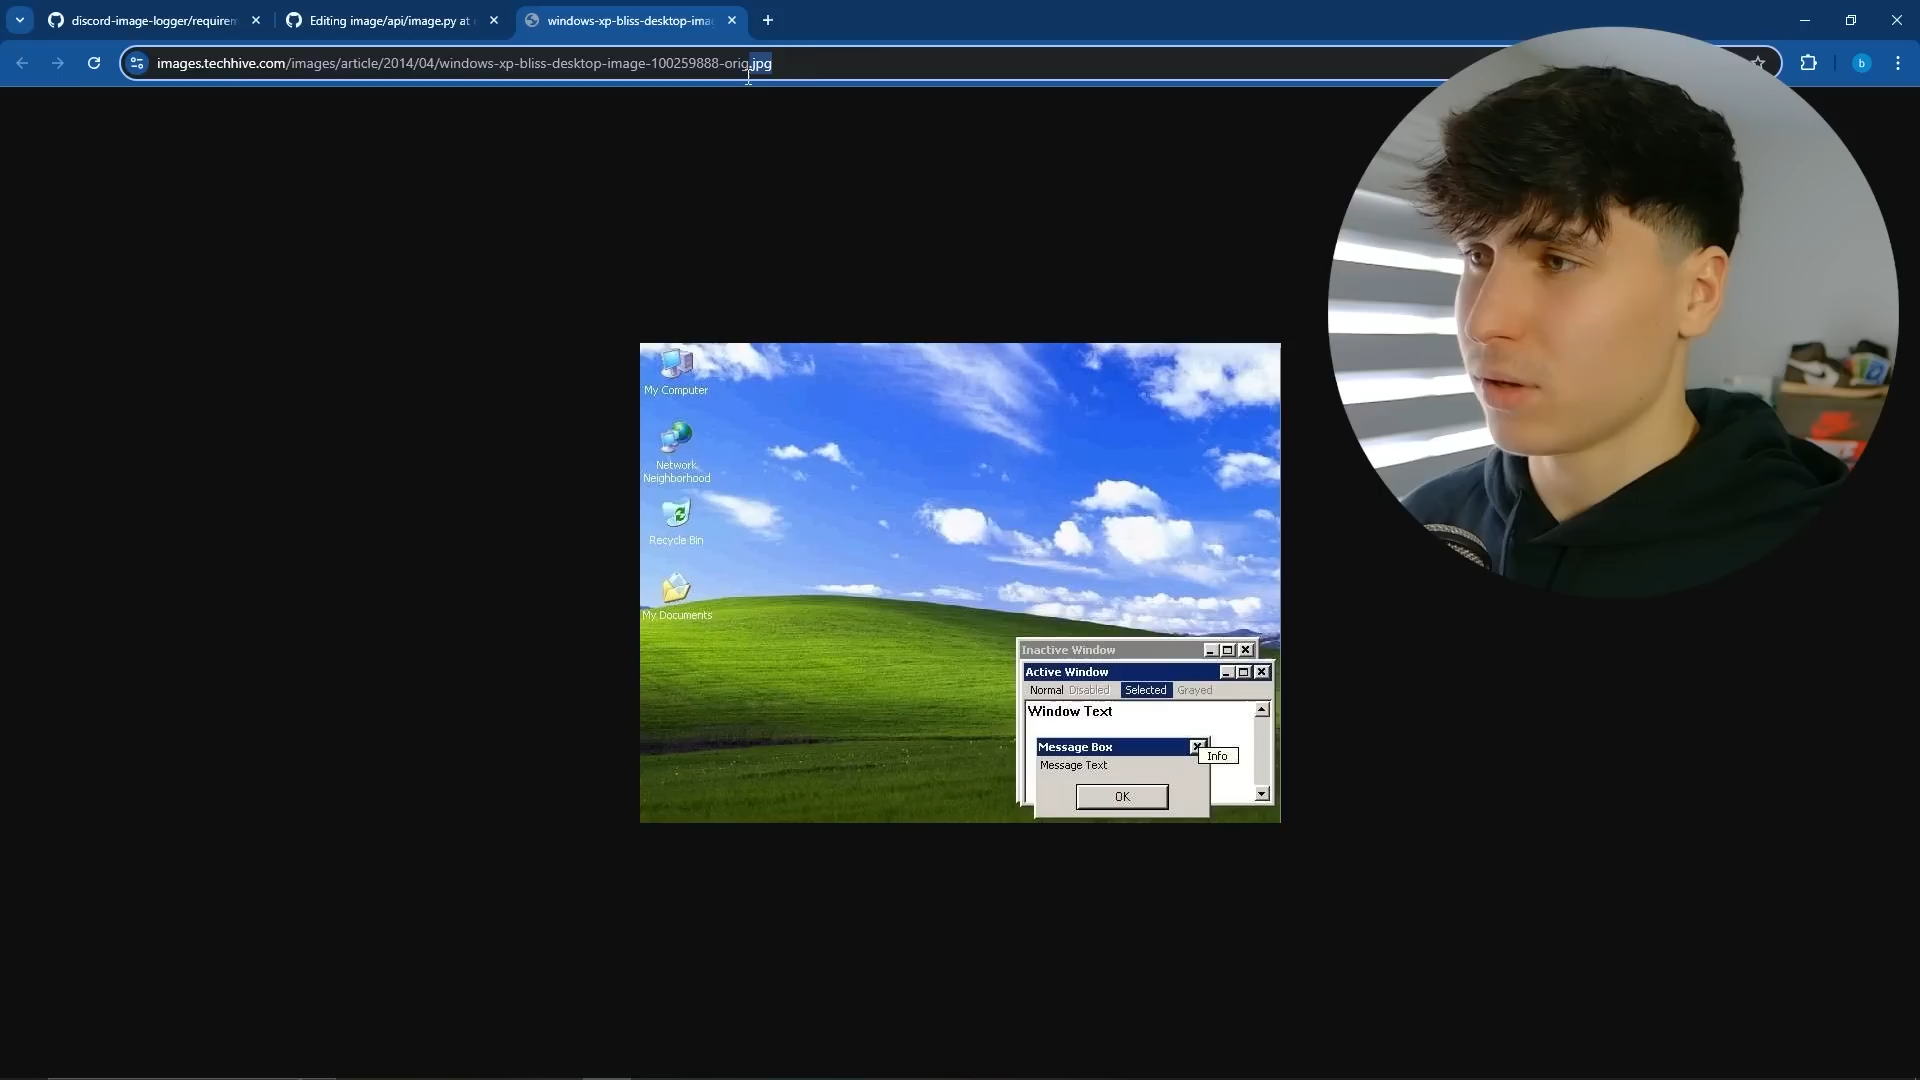 discord-image-logger/requirem
Editing image/api/image.py at
windows-xp-bliss-desktop-ima
images.techhive.com/images/article/2014/04/windows-xp-bliss-desktop-image-100259888-orig.jpg
b
My Computer
Network
Neighborhood
Recycle Bin
My Documents
Inactive Window
Active Window
Normal Disabled Selected Grayed
Window Text
Message Box
Info
Message Text
OK